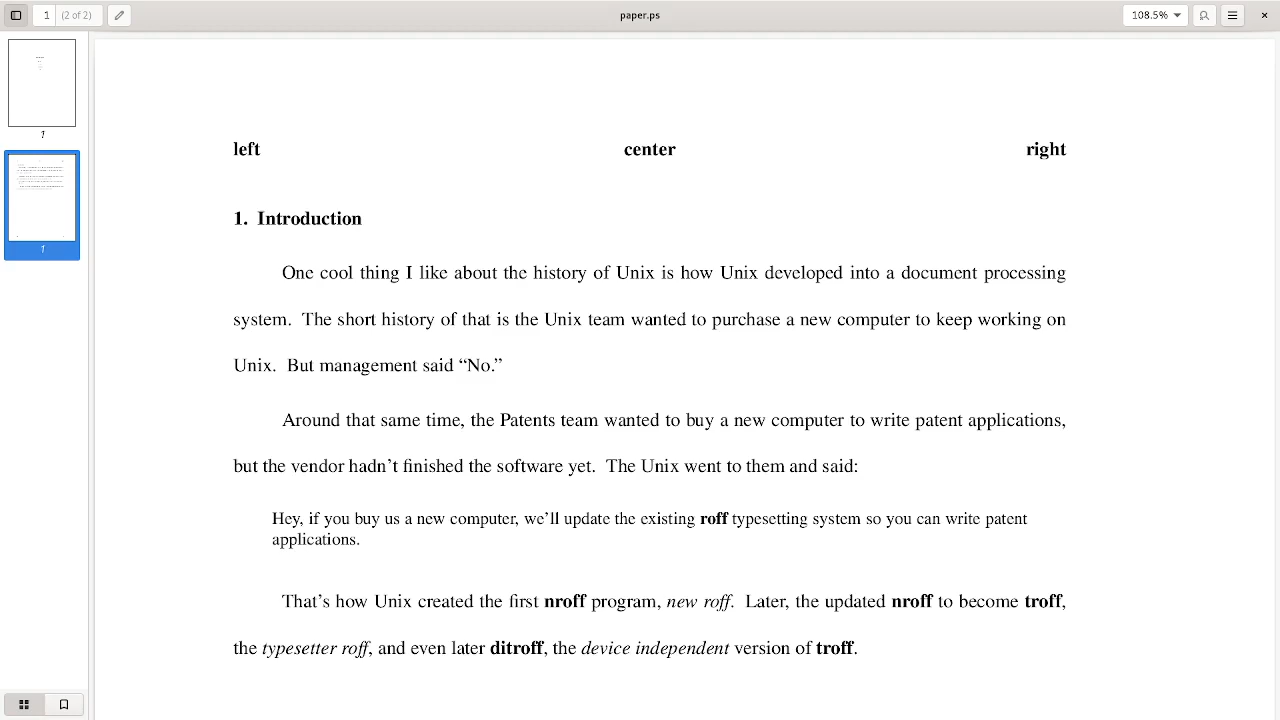 1 (2 of 2) paper.ps 108.5%
1
1
left center right
1. Introduction
One cool thing I like about the history of Unix is how Unix developed into a document processing
system. The short history of that is the Unix team wanted to purchase a new computer to keep working on
Unix. But management said “No.”
Around that same time, the Patents team wanted to buy a new computer to write patent applications,
but the vendor hadn’t finished the software yet. The Unix went to them and said:
Hey, if you buy us a new computer, we’ll update the existing roff typesetting system so you can write patent
applications.
That’s how Unix created the first nroff program, new roff. Later, the updated nroff to become troff,
the typesetter roff, and even later ditroff, the device independent version of troff.